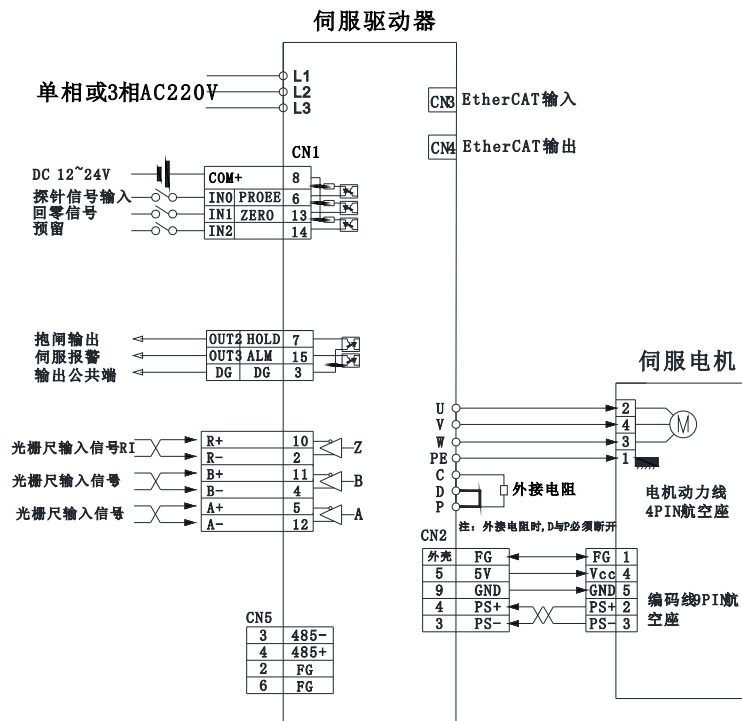 伺服驱动器
单相或3相AC220V
L1
L2
L3
CN3 EtherCAT输入
CN4 EtherCAT输出
CN1
DC 12~24V COM+ 8
探针信号输入 IN0 PROBE 6
回零信号 IN1 ZERO 13
预留 IN2 14
抱闸输出 OUT2 HOLD 7
伺服报警 OUT3 ALM 15
输出公共端 DG DG 3
光栅尺输入信号RI R+ 10 Z
R- 2
光栅尺输入信号 B+ 11 B
B- 4
光栅尺输入信号 A+ 5 A
A- 12
CN5
3 485-
4 485+
2 FG
6 FG
伺服电机
U 2
V 4 M
W 3
PE 1
C
D 外接电阻
P
电机动力线
4PIN航空座
注: 外接电阻时,D与P必须断开
CN2
外壳 FG FG 1
5 5V Vcc 4
9 GND GND 5
4 PS+ PS+ 2
3 PS- PS- 3
编码线9PIN航
空座